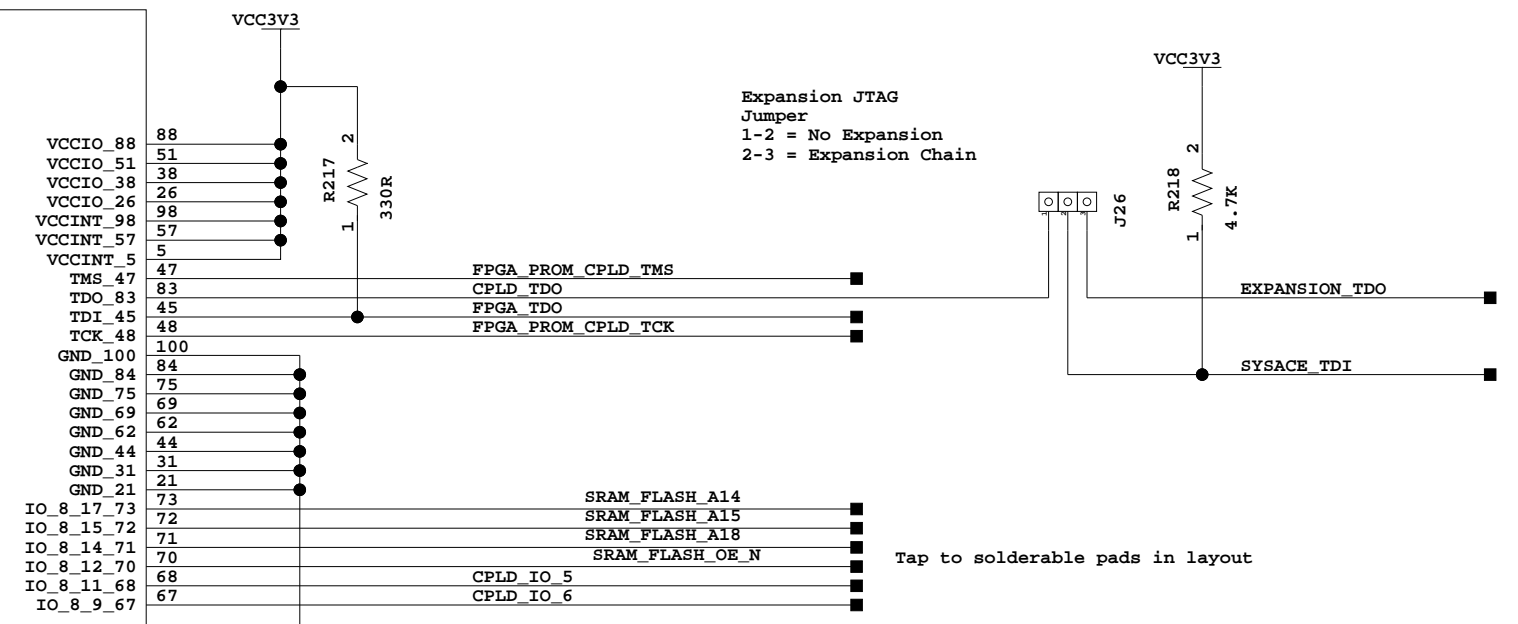 VCC3V3
VCC3V3
Expansion JTAG
Jumper
1-2 = No Expansion
2-3 = Expansion Chain
VCCIO_88 88
VCCIO_51 51
VCCIO_38 38
VCCIO_26 26
VCCINT_98 98
VCCINT_57 57
VCCINT_5 5
2
R217
330R
1
2
R218
4.7K
1
1 2 3
J26
TMS_47 47 FPGA_PROM_CPLD_TMS
TDO_83 83 CPLD_TDO EXPANSION_TDO
TDI_45 45 FPGA_TDO
TCK_48 48 FPGA_PROM_CPLD_TCK
GND_100 100
GND_84 84 SYSACE_TDI
GND_75 75
GND_69 69
GND_62 62
GND_44 44
GND_31 31
GND_21 21
IO_8_17_73 73 SRAM_FLASH_A14
IO_8_15_72 72 SRAM_FLASH_A15
IO_8_14_71 71 SRAM_FLASH_A18
IO_8_12_70 70 SRAM_FLASH_OE_N Tap to solderable pads in layout
IO_8_11_68 68 CPLD_IO_5
IO_8_9_67 67 CPLD_IO_6